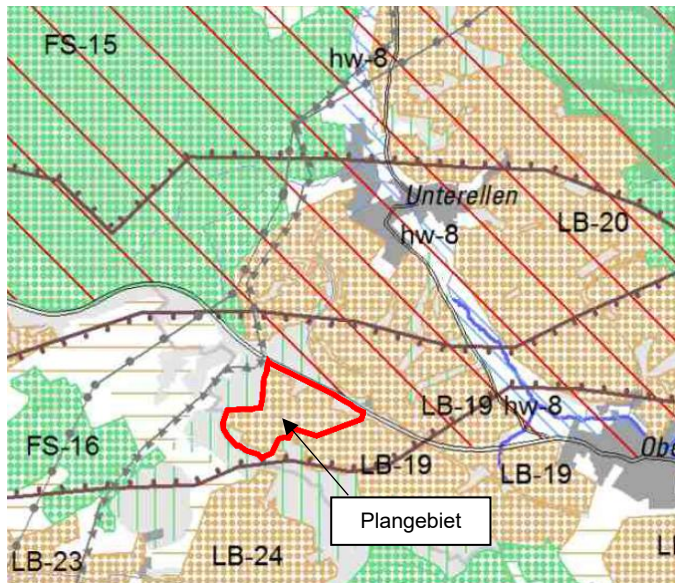 FS-15
hw-8
Unterellen
hw-8
LB-20
LB-19
hw-8
FS-16
LB-19
LB-19
Obe
Plangebiet
LB-23
LB-24